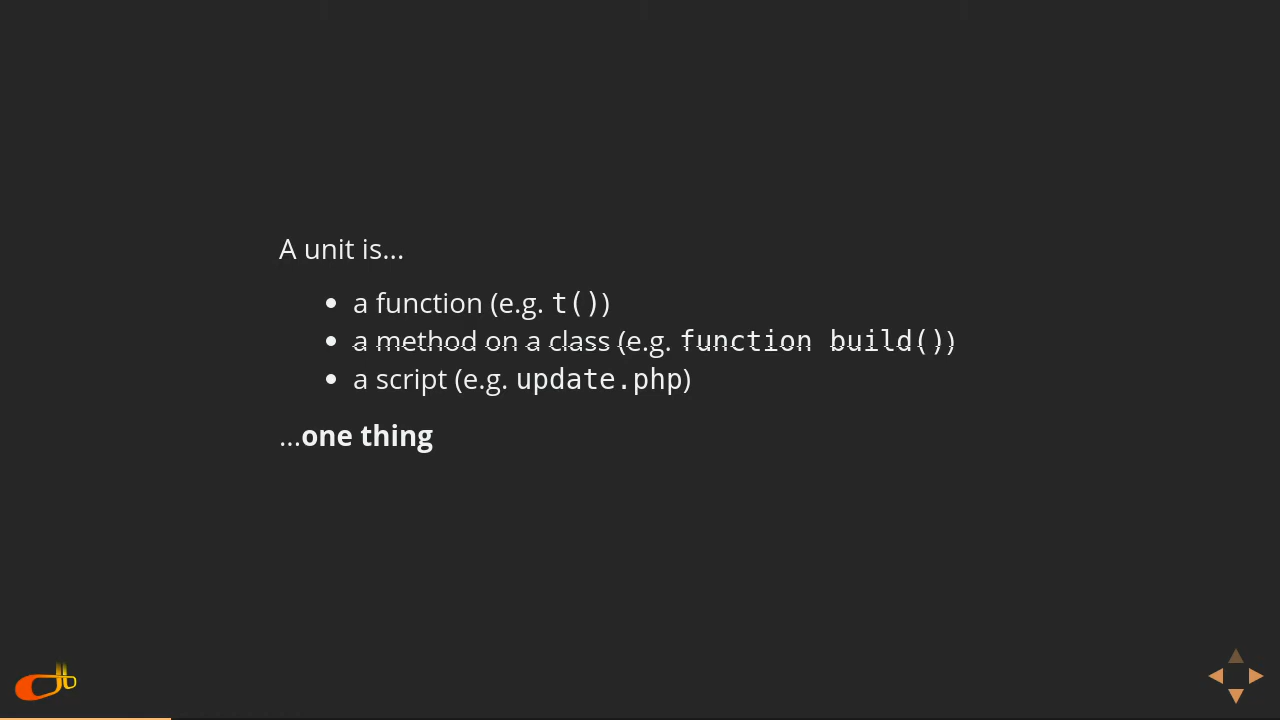 A unit is...
a function (e.g. t())
a method on a class (e.g. function build())
a script (e.g. update.php)
...one thing